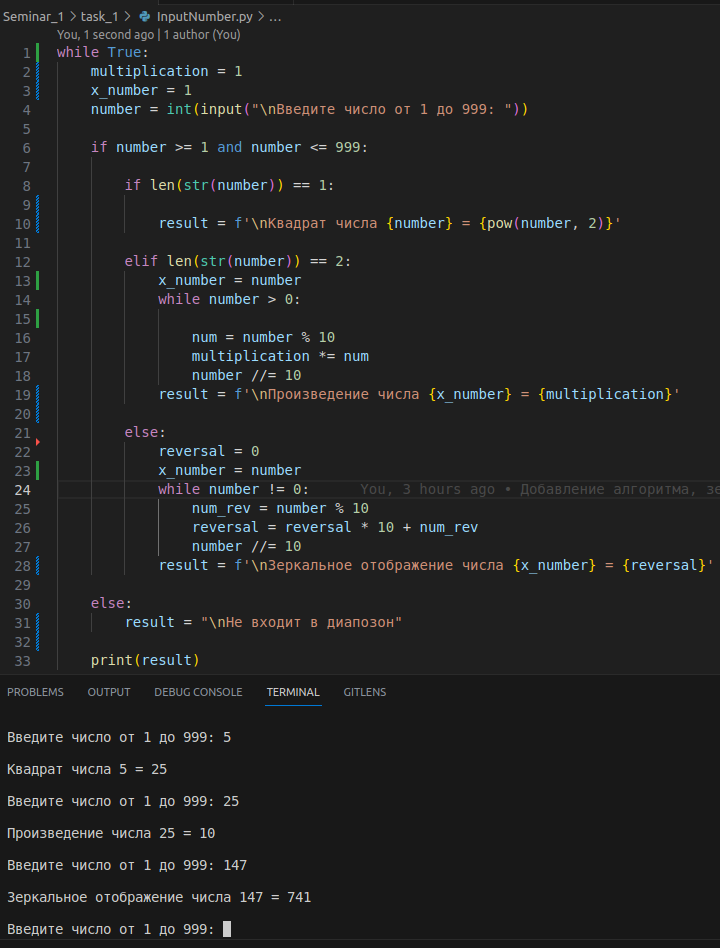 Seminar_1 > task_1 > InputNumber.py > ...
You, 1 second ago | 1 author (You)
1 while True:
2     multiplication = 1
3     x_number = 1
4     number = int(input("\nВведите число от 1 до 999: "))
5
6     if number >= 1 and number <= 999:
7
8         if len(str(number)) == 1:
9
10             result = f'\nКвадрат числа {number} = {pow(number, 2)}'
11
12         elif len(str(number)) == 2:
13             x_number = number
14             while number > 0:
15
16                 num = number % 10
17                 multiplication *= num
18                 number //= 10
19             result = f'\nПроизведение числа {x_number} = {multiplication}'
20
21         else:
22             reversal = 0
23             x_number = number
24             while number != 0:     You, 3 hours ago • Добавление алгоритма, зе
25                 num_rev = number % 10
26                 reversal = reversal * 10 + num_rev
27                 number //= 10
28             result = f'\nЗеркальное отображение числа {x_number} = {reversal}'
29
30     else:
31         result = "\nНе входит в диапозон"
32
33     print(result)
PROBLEMS OUTPUT DEBUG CONSOLE TERMINAL GITLENS
Введите число от 1 до 999: 5
Квадрат числа 5 = 25
Введите число от 1 до 999: 25
Произведение числа 25 = 10
Введите число от 1 до 999: 147
Зеркальное отображение числа 147 = 741
Введите число от 1 до 999: